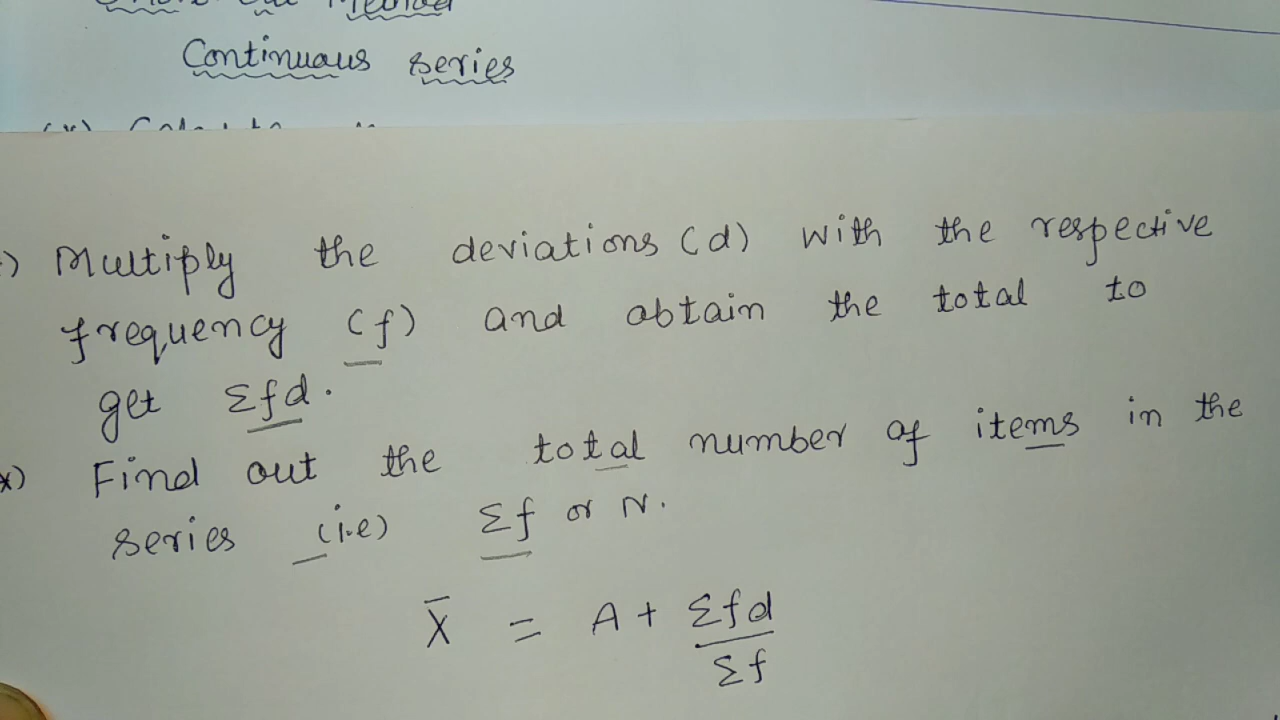 Continuous series
Multiply the deviations (d) with the respective
frequency (f) and obtain the total to
get Σfd.
x) Find out the total number of items in the
series (i.e) Σf or N.
X̄ = A + Σfd / Σf